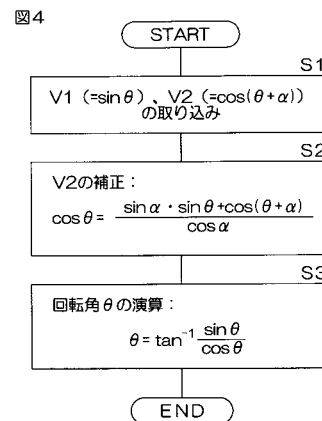 図4
START
S1
V1 (=sinθ) 、V2 (=cos(θ+α))
の取り込み
S2
V2の補正：
cosθ= sinα・sinθ+cos(θ+α) / cosα
S3
回転角θの演算：
θ=tan⁻¹ sinθ / cosθ
END